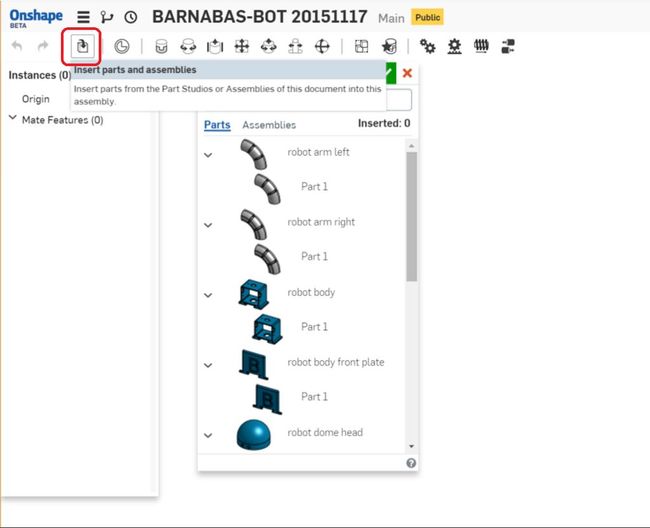 Onshape BETA BARNABAS-BOT 20151117 Main Public
Insert parts and assemblies
Instances (0)
Insert parts from the Part Studios or Assemblies of this document into this
assembly.
Origin
Mate Features (0)
Parts Assemblies Inserted: 0
robot arm left
Part 1
robot arm right
Part 1
robot body
Part 1
robot body front plate
Part 1
robot dome head